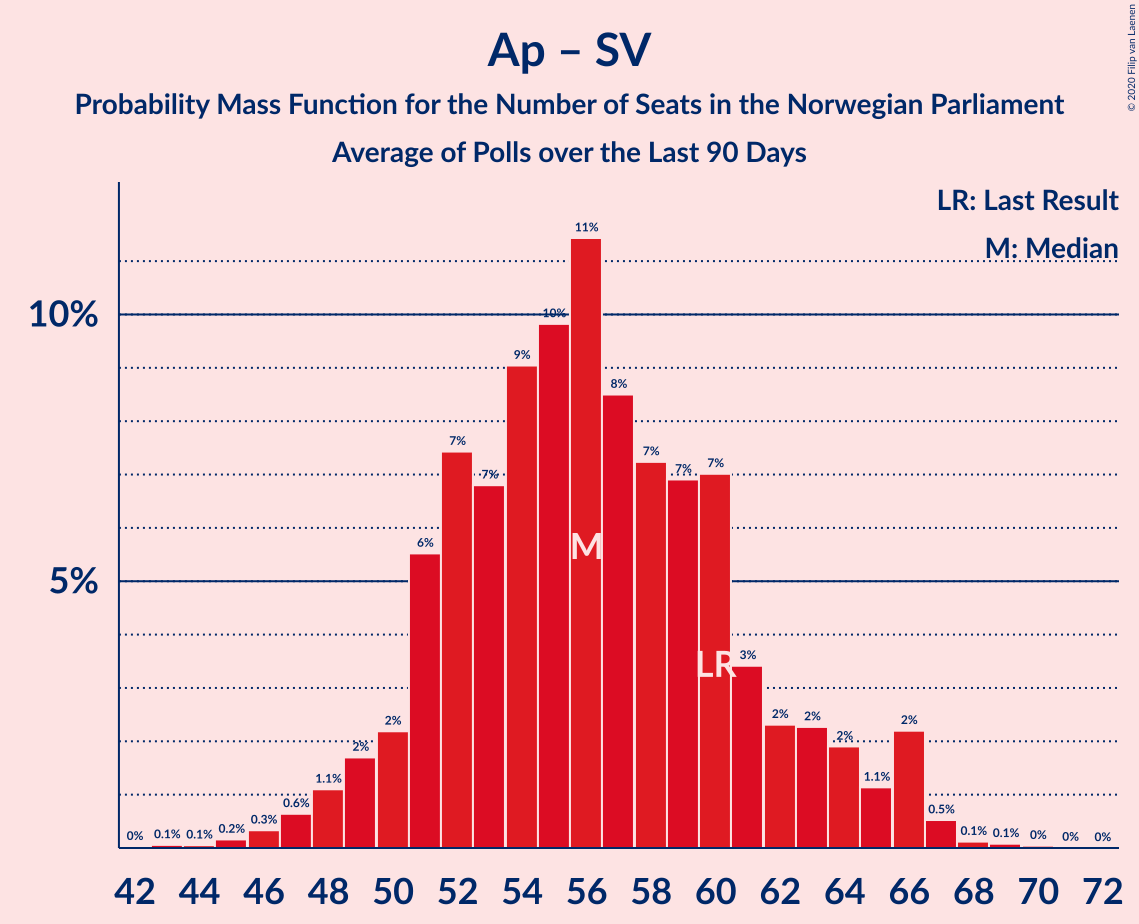 Ap – SV
Probability Mass Function for the Number of Seats in the Norwegian Parliament
Average of Polls over the Last 90 Days
© 2020 Filip van Laenen
LR: Last Result
M: Median
10%
5%
0% 0.1% 0.1% 0.2% 0.3% 0.6% 1.1% 2% 2% 6% 7% 7% 9% 10% 11% 8% 7% 7% 7% 3% 2% 2% 2% 1.1% 2% 0.5% 0.1% 0.1% 0% 0% 0%
M
LR
42 44 46 48 50 52 54 56 58 60 62 64 66 68 70 72